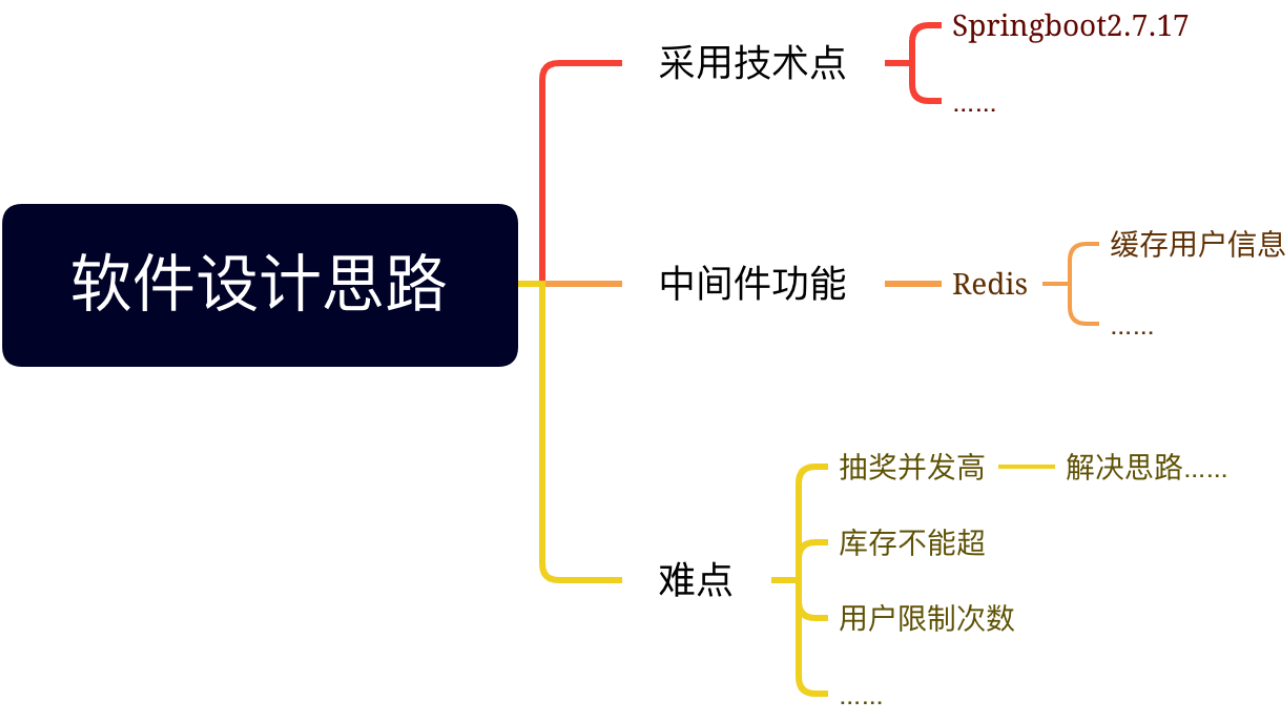 软件设计思路
采用技术点
Springboot2.7.17
......
中间件功能
Redis
缓存用户信息
......
难点
抽奖并发高
解决思路......
库存不能超
用户限制次数
......